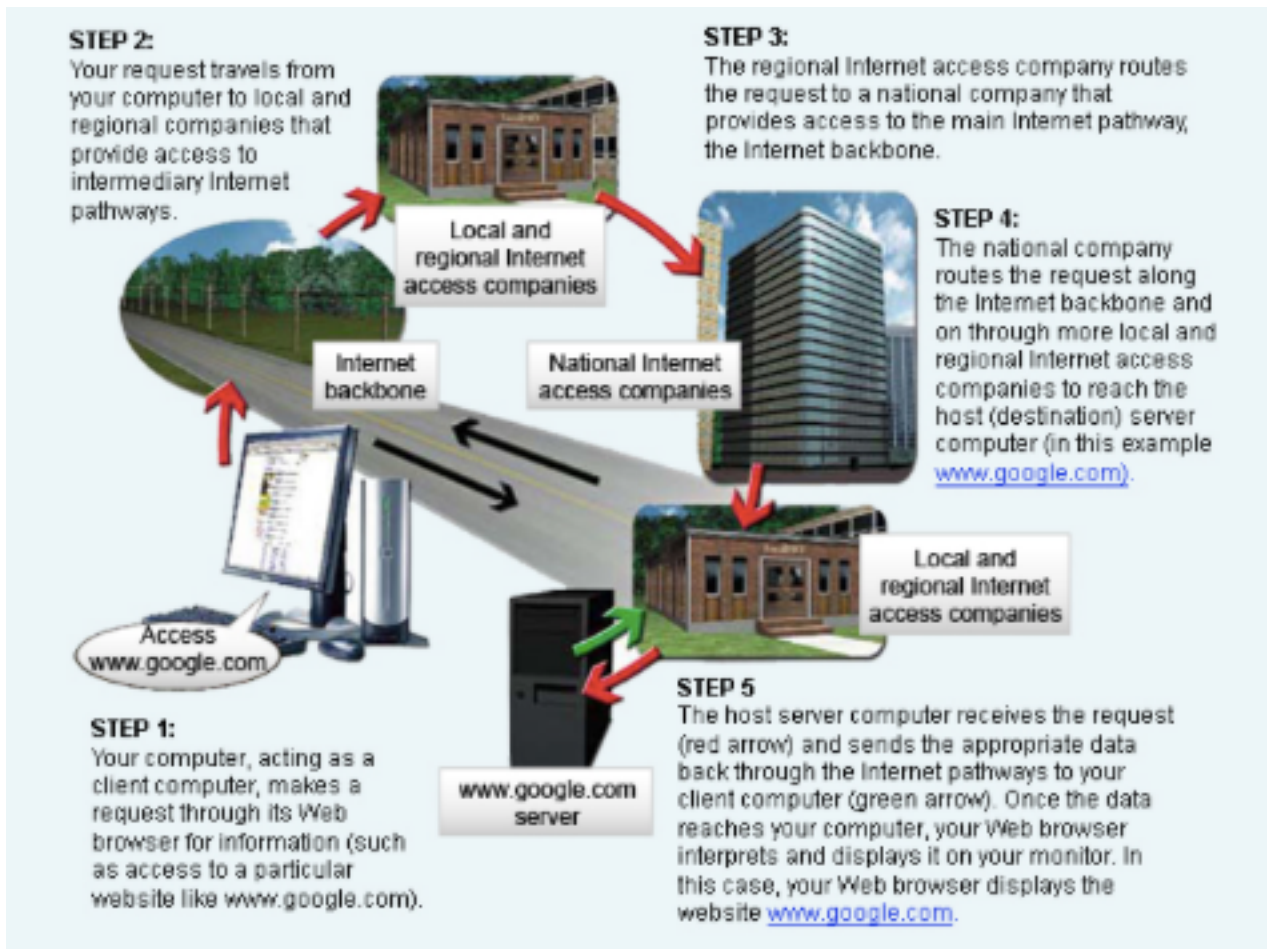 STEP 2:
Your request travels from
your computer to local and
regional companies that
provide access to
intermediary Internet
pathways.
STEP 3:
The regional Internet access company routes
the request to a national company that
provides access to the main Internet pathway,
the Internet backbone.
Local and
regional Internet
access companies
STEP 4:
The national company
routes the request along
the Internet backbone and
on through more local and
regional Internet access
companies to reach the
host (destination) server
computer (in this example
www.google.com).
Internet
backbone
National Internet
access companies
Local and
regional Internet
access companies
Access
www.google.com
STEP 1:
Your computer, acting as a
client computer, makes a
request through its Web
browser for information (such
as access to a particular
website like www.google.com).
www.google.com
server
STEP 5
The host server computer receives the request
(red arrow) and sends the appropriate data
back through the Internet pathways to your
client computer (green arrow). Once the data
reaches your computer, your Web browser
interprets and displays it on your monitor. In
this case, your Web browser displays the
website www.google.com.